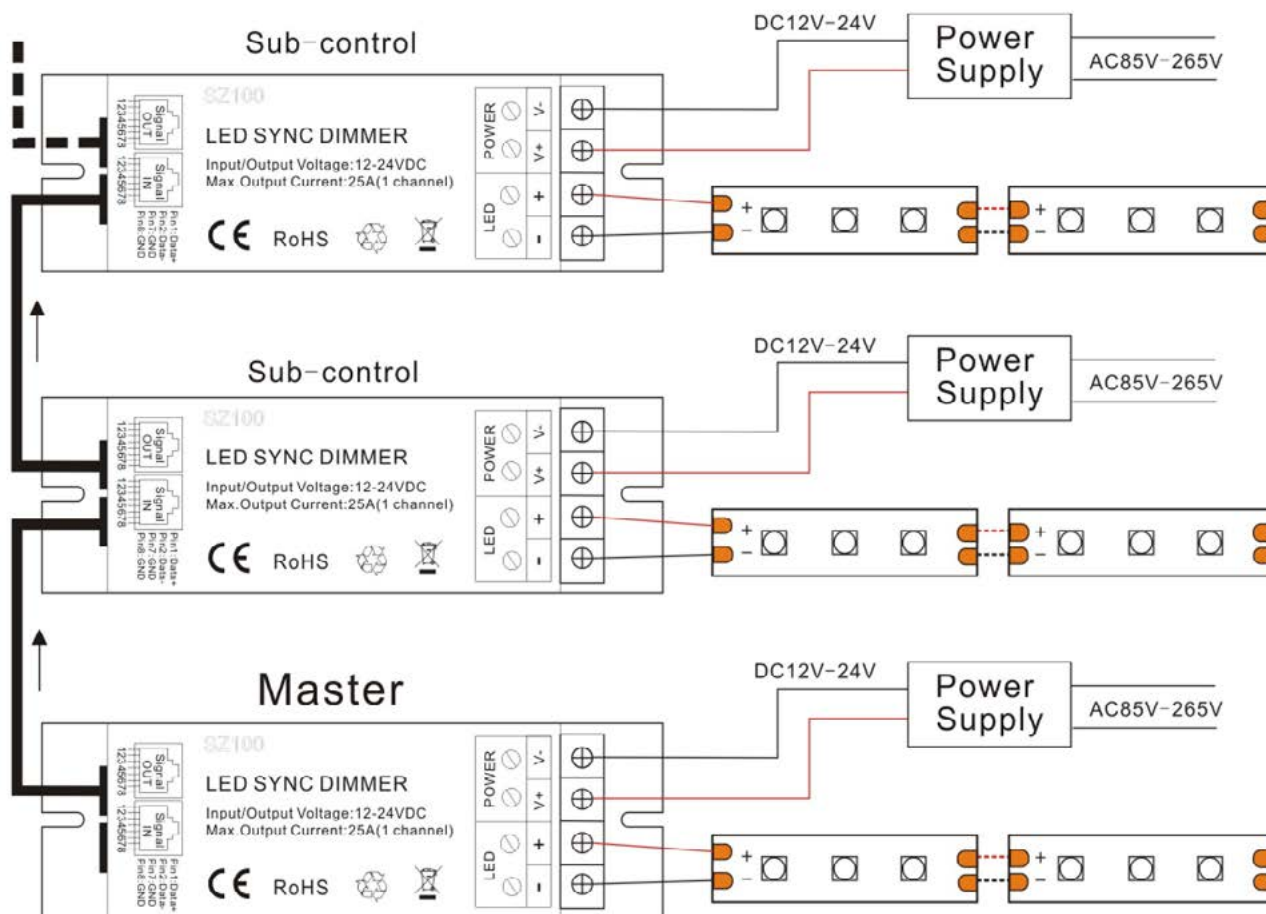 Sub-control
SZ100
12345678
Signal OUT
12345678
Signal IN
Pin1:Data+
Pin2:Data-
Pin7:GND
Pin8:GND
LED SYNC DIMMER
Input/Output Voltage:12-24VDC
Max.Output Current:25A(1 channel)
CE RoHS
POWER
V-
V+
LED
+
-
DC12V-24V
Power
Supply
AC85V-265V
+
-
+
-
Sub-control
SZ100
12345678
Signal OUT
12345678
Signal IN
Pin1:Data+
Pin2:Data-
Pin7:GND
Pin8:GND
LED SYNC DIMMER
Input/Output Voltage:12-24VDC
Max.Output Current:25A(1 channel)
CE RoHS
POWER
V-
V+
LED
+
-
DC12V-24V
Power
Supply
AC85V-265V
+
-
+
-
Master
SZ100
12345678
Signal OUT
12345678
Signal IN
Pin1:Data+
Pin2:Data-
Pin7:GND
Pin8:GND
LED SYNC DIMMER
Input/Output Voltage:12-24VDC
Max.Output Current:25A(1 channel)
CE RoHS
POWER
V-
V+
LED
+
-
DC12V-24V
Power
Supply
AC85V-265V
+
-
+
-